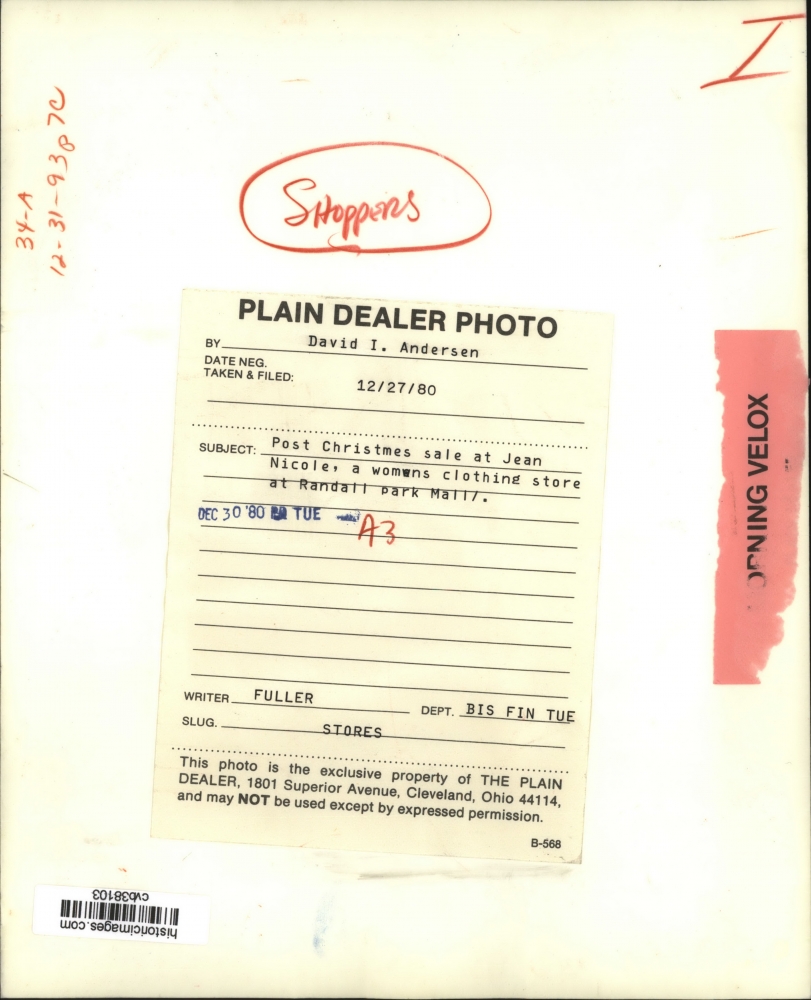 I
34-A
12-31-93P7C
SHOPPERS
PLAIN DEALER PHOTO
BY David I. Andersen
DATE NEG.
TAKEN & FILED:
12/27/80
SUBJECT: Post Christmes sale at Jean
Nicole, a womens clothing store
at Randall Park Mall/.
DEC 30 '80 TUE
A3
WRITER FULLER
DEPT. BIS FIN TUE
SLUG. STORES
This photo is the exclusive property of THE PLAIN
DEALER, 1801 Superior Avenue, Cleveland, Ohio 44114,
and may NOT be used except by expressed permission.
B-568
NING VELOX
historicimages.com
cvb38103